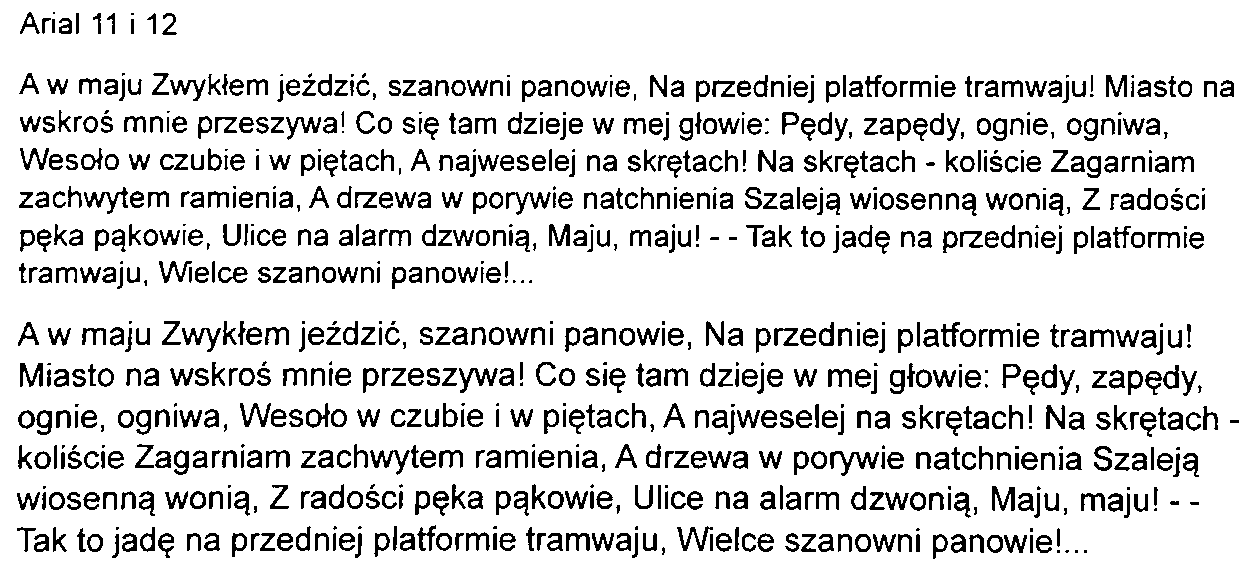 Arial 11 i 12
A w maju Zwykłem jeździć, szanowni panowie, Na przedniej platformie tramwaju! Miasto na
wskroś mnie przeszywa! Co się tam dzieje w mej głowie: Pędy, zapędy, ognie, ogniwa,
Wesoło w czubie i w piętach, A najweselej na skrętach! Na skrętach - koliście Zagarniam
zachwytem ramienia, A drzewa w porywie natchnienia Szaleją wiosenną wonią, Z radości
pęka pąkowie, Ulice na alarm dzwonią, Maju, maju! - - Tak to jadę na przedniej platformie
tramwaju, Wielce szanowni panowie!...
A w maju Zwykłem jeździć, szanowni panowie, Na przedniej platformie tramwaju!
Miasto na wskroś mnie przeszywa! Co się tam dzieje w mej głowie: Pędy, zapędy,
ognie, ogniwa, Wesoło w czubie i w piętach, A najweselej na skrętach! Na skrętach -
koliście Zagarniam zachwytem ramienia, A drzewa w porywie natchnienia Szaleją
wiosenną wonią, Z radości pęka pąkowie, Ulice na alarm dzwonią, Maju, maju! - -
Tak to jadę na przedniej platformie tramwaju, Wielce szanowni panowie!...